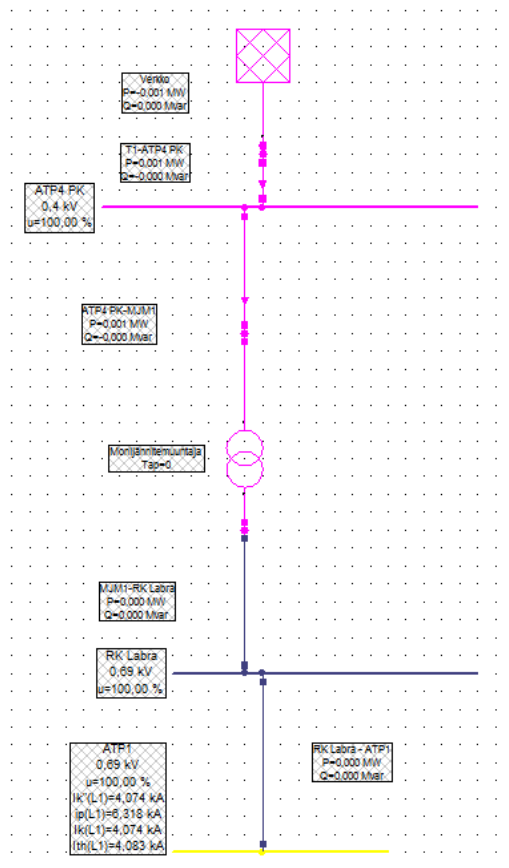 Verkko
P=-0,001 MW
Q=0,000 Mvar
T1-ATP4 PK
P=0,001 MW
Q=-0,000 Mvar
ATP4 PK
0,4 kV
u=100,00 %
ATP4 PK-MJM1
P=0,001 MW
Q=-0,000 Mvar
Monijännitemuuntaja
Tap=0
MJM1-RK Labra
P=0,000 MW
Q=0,000 Mvar
RK Labra
0,69 kV
u=100,00 %
ATP1
0,69 kV
u=100,00 %
Ik"(L1)=4,074 kA
ip(L1)=6,318 kA
Ik(L1)=4,074 kA
Ith(L1)=4,083 kA
RK Labra - ATP1
P=0,000 MW
Q=0,000 Mvar